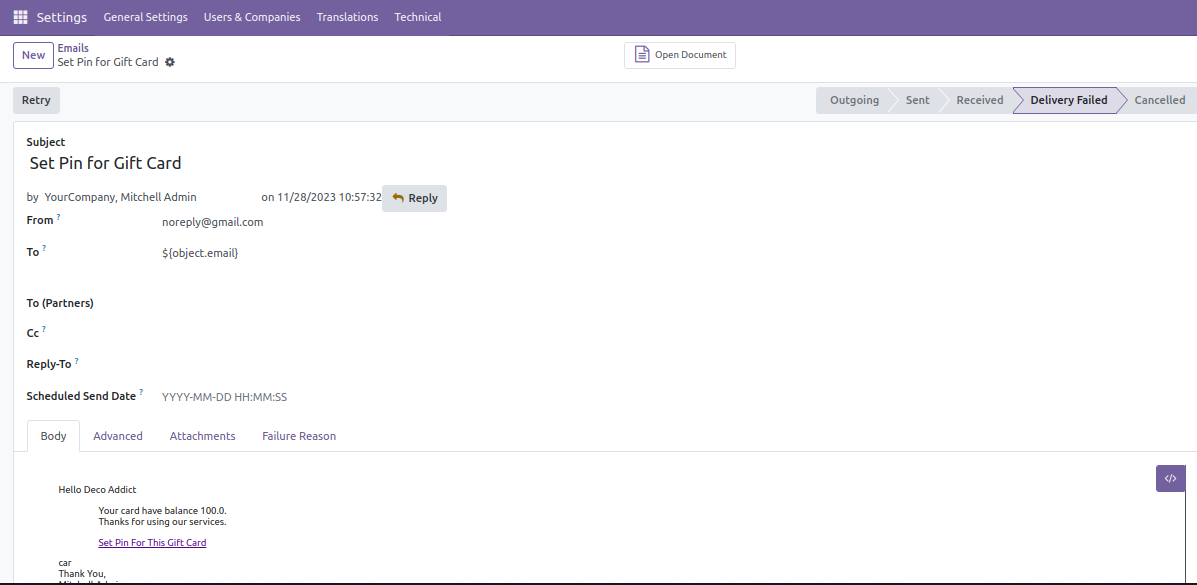 Settings General Settings Users & Companies Translations Technical
New Emails
Set Pin for Gift Card
Open Document
Retry Outgoing Sent Received Delivery Failed Cancelled
Subject
Set Pin for Gift Card
by YourCompany, Mitchell Admin on 11/28/2023 10:57:32 Reply
From ? noreply@gmail.com
To ? ${object.email}
To (Partners)
Cc ?
Reply-To ?
Scheduled Send Date ? YYYY-MM-DD HH:MM:SS
Body Advanced Attachments Failure Reason
</>
Hello Deco Addict
Your card have balance 100.0.
Thanks for using our services.
Set Pin For This Gift Card
car
Thank You,